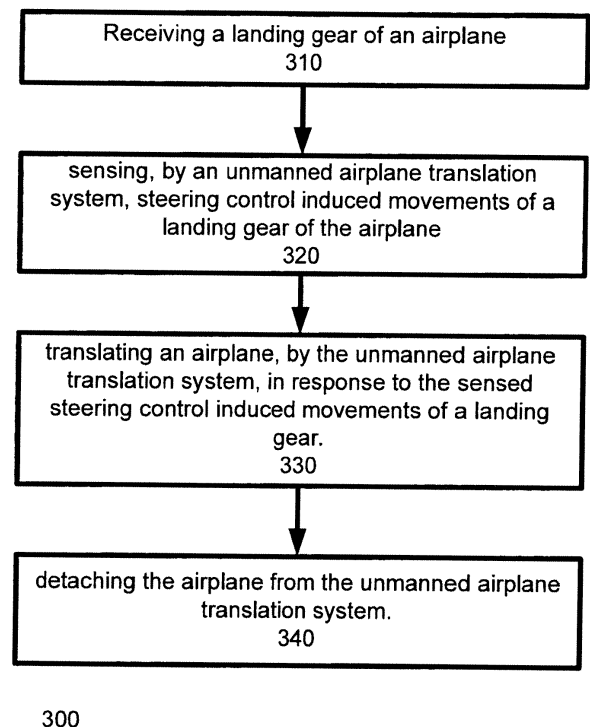 Receiving a landing gear of an airplane
310
sensing, by an unmanned airplane translation
system, steering control induced movements of a
landing gear of the airplane
320
translating an airplane, by the unmanned airplane
translation system, in response to the sensed
steering control induced movements of a landing
gear.
330
detaching the airplane from the unmanned airplane
translation system.
340
300